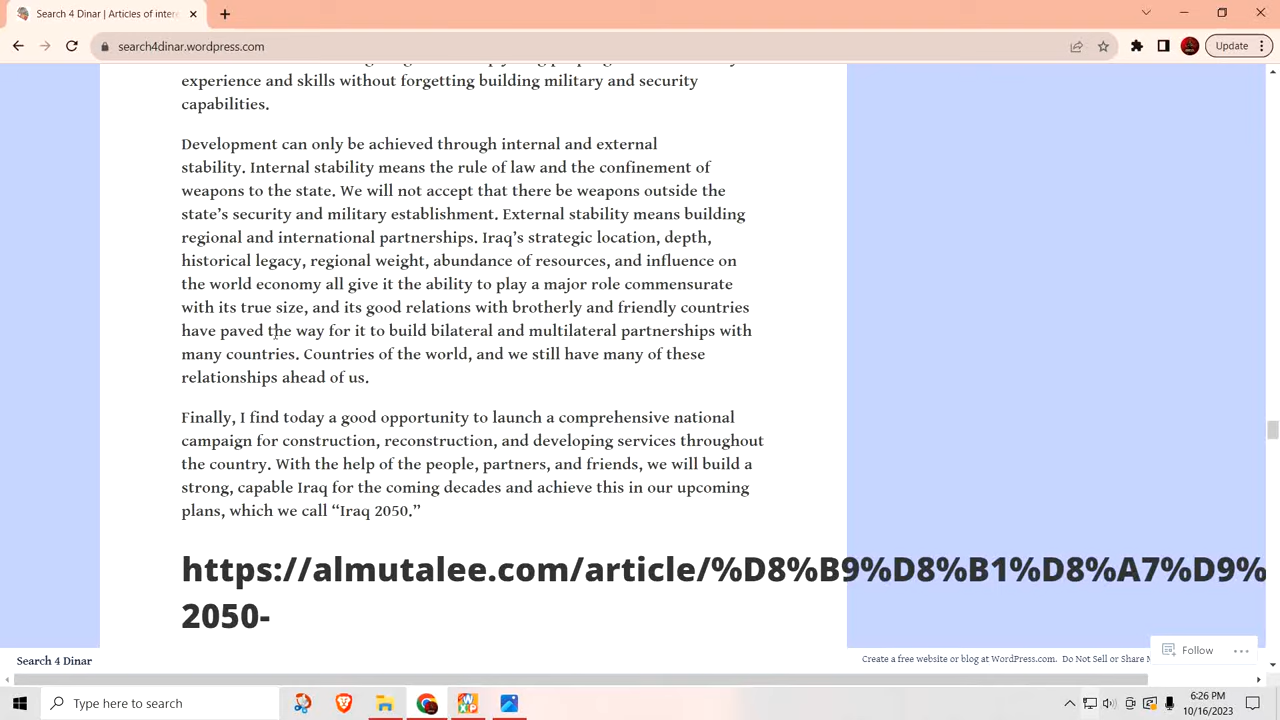 Search 4 Dinar | Articles of inter
search4dinar.wordpress.com
Update
experience and skills without forgetting building military and security
capabilities.
Development can only be achieved through internal and external
stability. Internal stability means the rule of law and the confinement of
weapons to the state. We will not accept that there be weapons outside the
state’s security and military establishment. External stability means building
regional and international partnerships. Iraq’s strategic location, depth,
historical legacy, regional weight, abundance of resources, and influence on
the world economy all give it the ability to play a major role commensurate
with its true size, and its good relations with brotherly and friendly countries
have paved the way for it to build bilateral and multilateral partnerships with
many countries. Countries of the world, and we still have many of these
relationships ahead of us.
Finally, I find today a good opportunity to launch a comprehensive national
campaign for construction, reconstruction, and developing services throughout
the country. With the help of the people, partners, and friends, we will build a
strong, capable Iraq for the coming decades and achieve this in our upcoming
plans, which we call “Iraq 2050.”
https://almutalee.com/article/%D8%B9%D8%B1%D8%A7%D9%
2050-
Follow
Search 4 Dinar
Create a free website or blog at WordPress.com. Do Not Sell or Share M
Type here to search
6:26 PM
10/16/2023